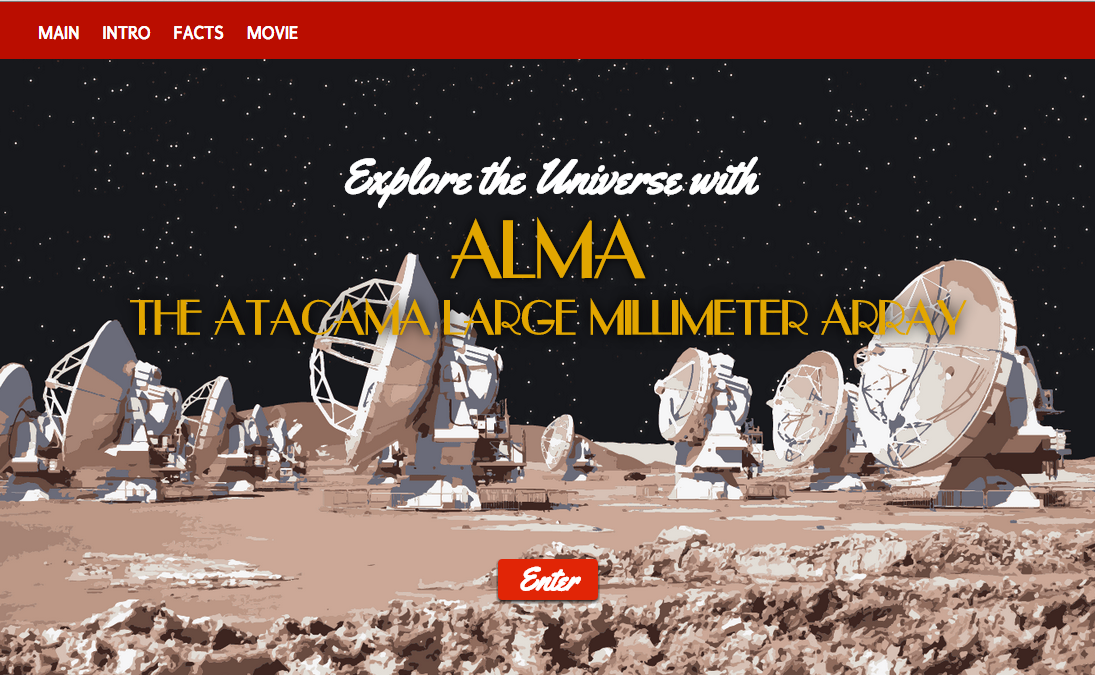 MAIN INTRO FACTS MOVIE
Explore the Universe with
ALMA
THE ATACAMA LARGE MILLIMETER ARRAY
Enter